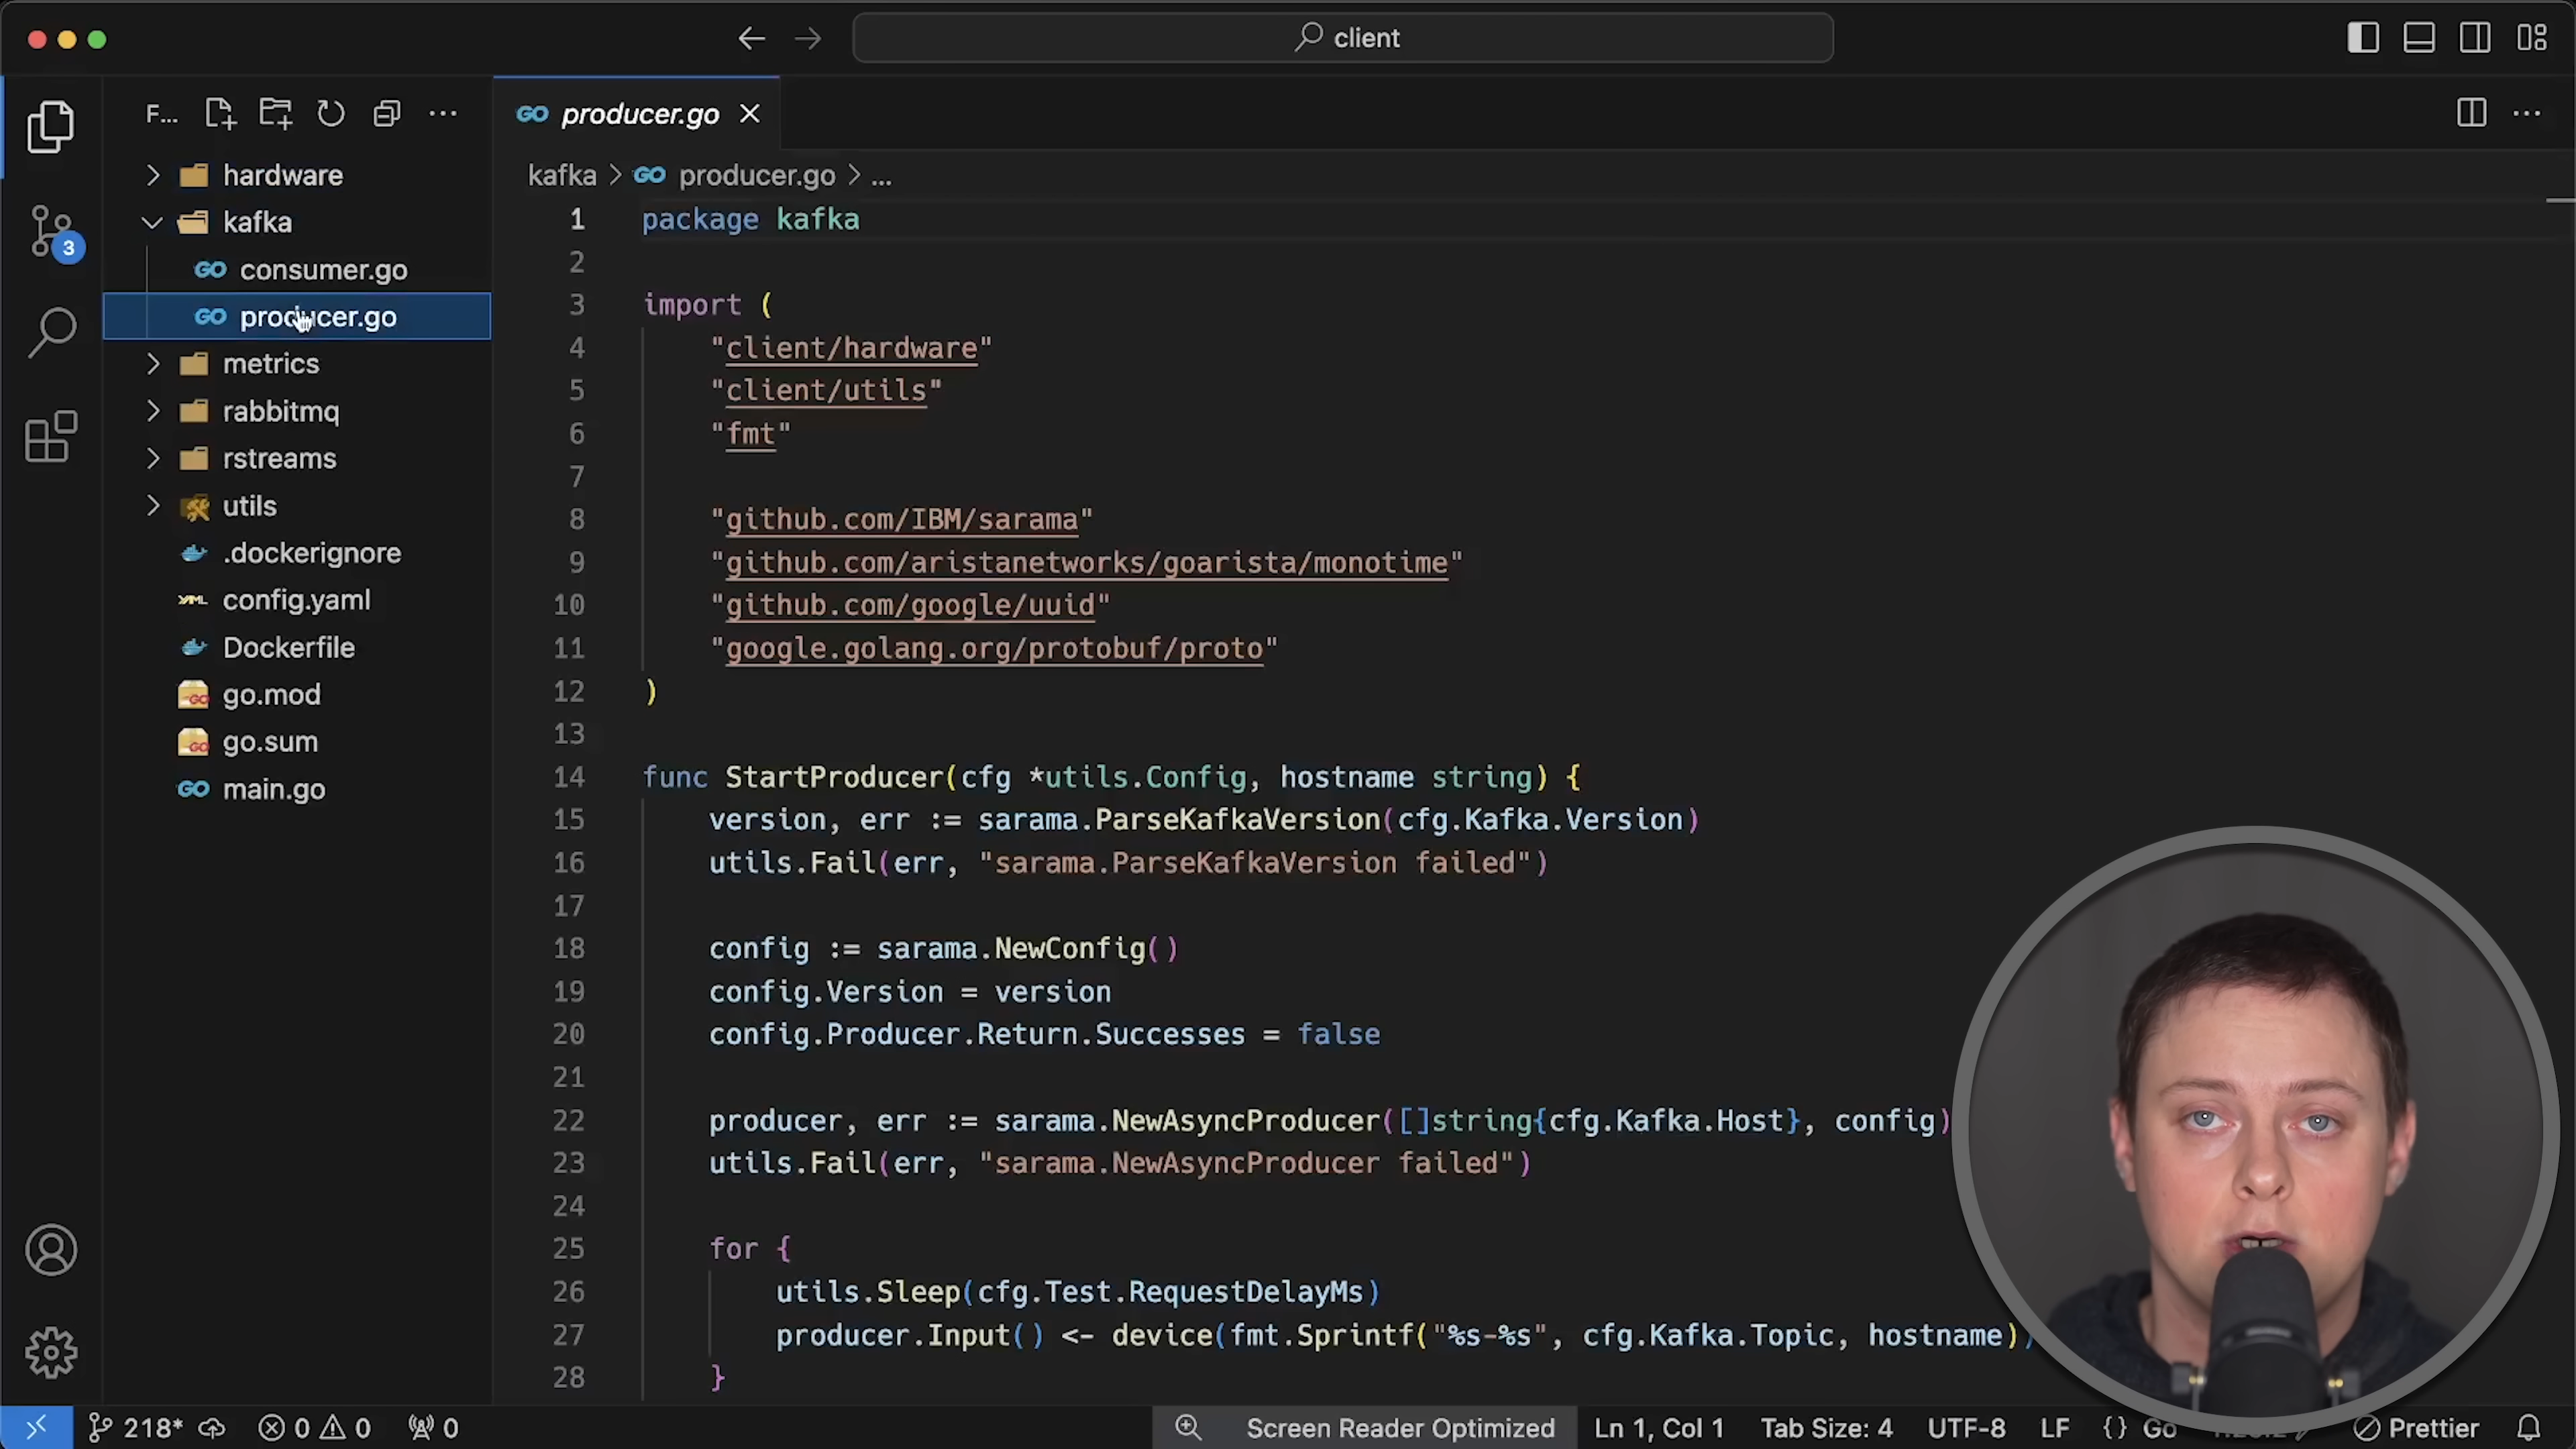 client
F...
hardware
kafka
consumer.go
producer.go
metrics
rabbitmq
rstreams
utils
.dockerignore
config.yaml
Dockerfile
go.mod
go.sum
main.go
3
producer.go
kafka > producer.go > ...
1 package kafka
2
3 import (
4 "client/hardware"
5 "client/utils"
6 "fmt"
7
8 "github.com/IBM/sarama"
9 "github.com/aristanetworks/goarista/monotime"
10 "github.com/google/uuid"
11 "google.golang.org/protobuf/proto"
12 )
13
14 func StartProducer(cfg *utils.Config, hostname string) {
15 version, err := sarama.ParseKafkaVersion(cfg.Kafka.Version)
16 utils.Fail(err, "sarama.ParseKafkaVersion failed")
17
18 config := sarama.NewConfig()
19 config.Version = version
20 config.Producer.Return.Successes = false
21
22 producer, err := sarama.NewAsyncProducer([]string{cfg.Kafka.Host}, config)
23 utils.Fail(err, "sarama.NewAsyncProducer failed")
24
25 for {
26 utils.Sleep(cfg.Test.RequestDelayMs)
27 producer.Input() <- device(fmt.Sprintf("%s-%s", cfg.Kafka.Topic, hostname))
28 }
218* 0 0 0 Screen Reader Optimized Ln 1, Col 1 Tab Size: 4 UTF-8 LF {} Go Prettier